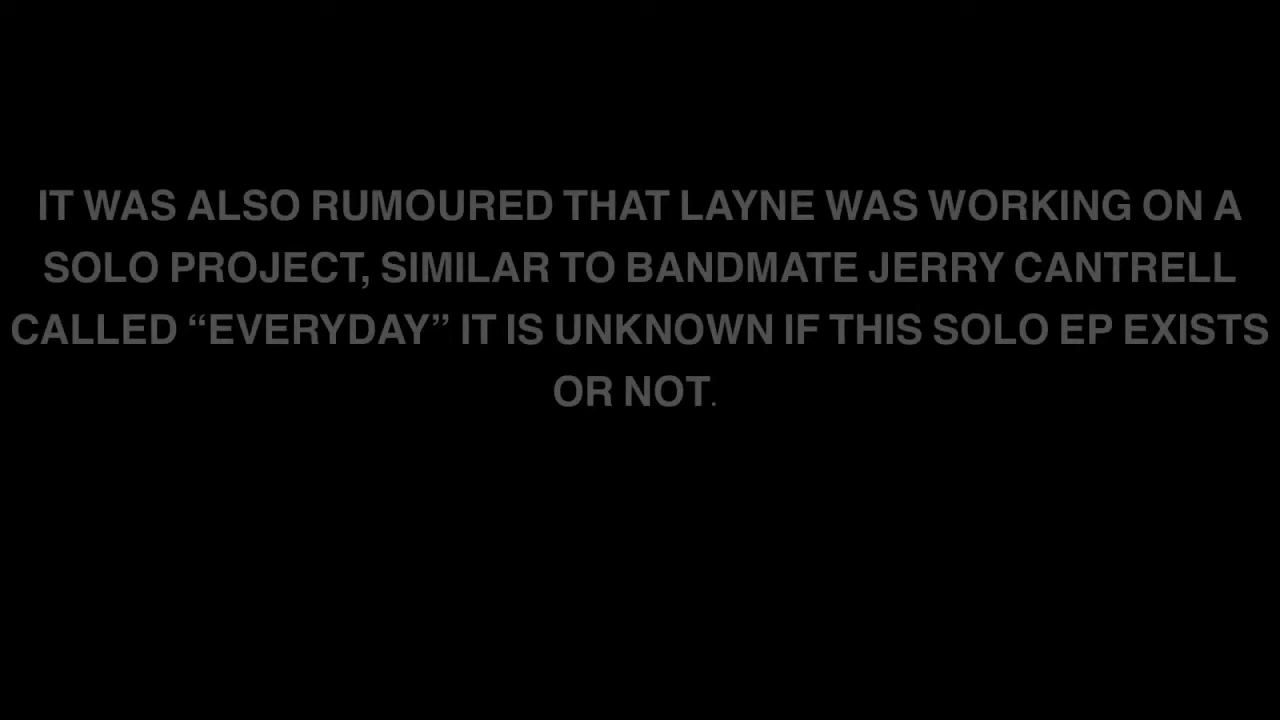 IT WAS ALSO RUMOURED THAT LAYNE WAS WORKING ON A
SOLO PROJECT, SIMILAR TO BANDMATE JERRY CANTRELL
CALLED “EVERYDAY” IT IS UNKNOWN IF THIS SOLO EP EXISTS
OR NOT.